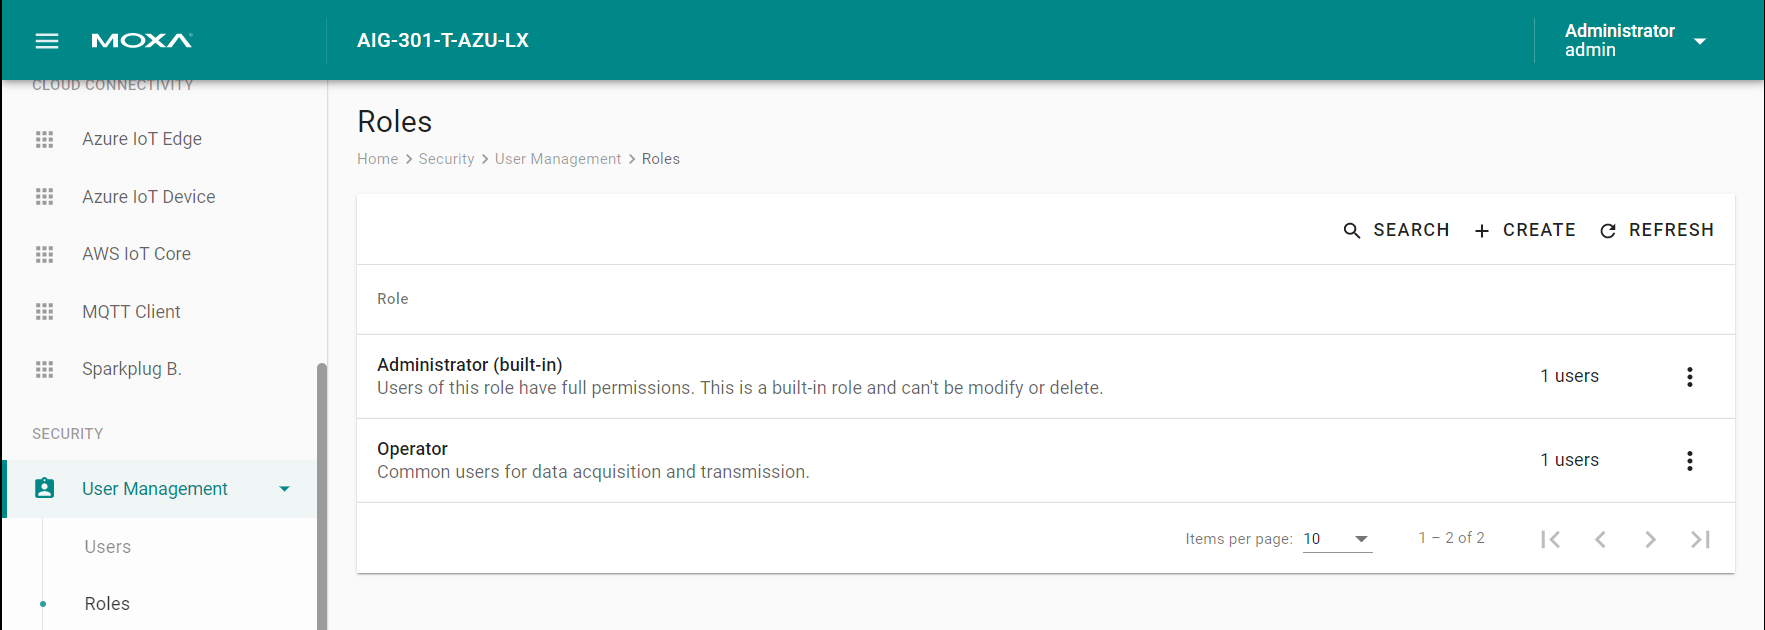 MOXA
AIG-301-T-AZU-LX
Administrator
admin
CLOUD CONNECTIVITY
Azure IoT Edge
Azure IoT Device
AWS IoT Core
MQTT Client
Sparkplug B.
SECURITY
User Management
Users
Roles
Roles
Home > Security > User Management > Roles
SEARCH + CREATE REFRESH
Role
Administrator (built-in)
Users of this role have full permissions. This is a built-in role and can't be modify or delete.
1 users
Operator
Common users for data acquisition and transmission.
1 users
Items per page: 10 1 – 2 of 2